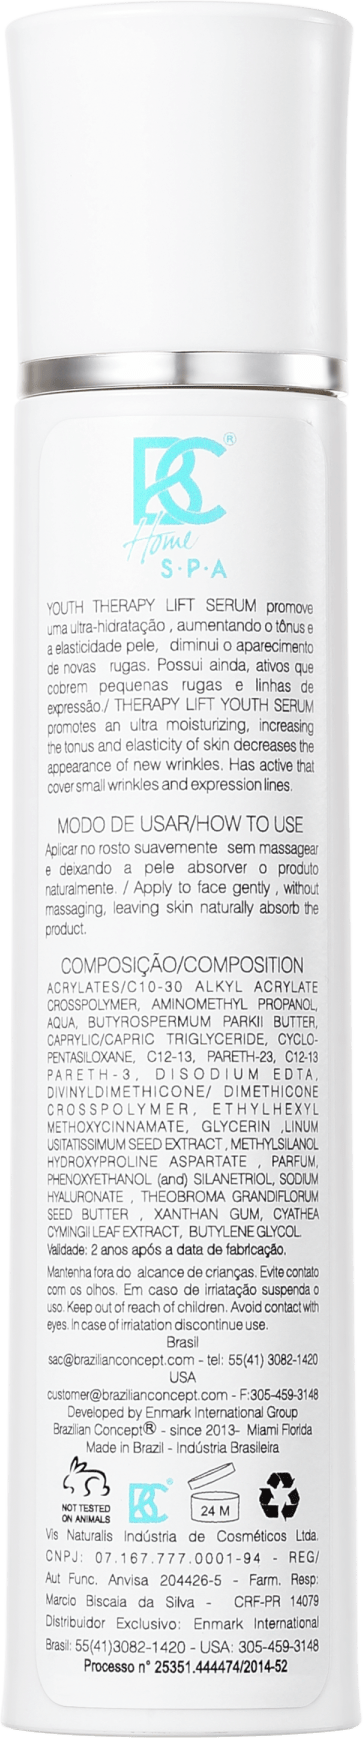 BC®
Home
S·P·A
YOUTH THERAPY LIFT SERUM promove
uma ultra-hidratação , aumentando o tônus e
a elasticidade pele, diminui o aparecimento
de novas rugas. Possui ainda, ativos que
cobrem pequenas rugas e linhas de
expressão./ THERAPY LIFT YOUTH SERUM
promotes an ultra moisturizing, increasing
the tonus and elasticity of skin decreases the
appearance of new wrinkles. Has active that
cover small wrinkles and expression lines.
MODO DE USAR/HOW TO USE
Aplicar no rosto suavemente sem massagear
e deixando a pele absorver o produto
naturalmente. / Apply to face gently , without
massaging, leaving skin naturally absorb the
product.
COMPOSIÇÃO/COMPOSITION
ACRYLATES/C10-30 ALKYL ACRYLATE
CROSSPOLYMER, AMINOMETHYL PROPANOL,
AQUA, BUTYROSPERMUM PARKII BUTTER,
CAPRYLIC/CAPRIC TRIGLYCERIDE, CYCLO-
PENTASILOXANE, C12-13, PARETH-23, C12-13
PARETH-3, DISODIUM EDTA,
DIVINYLDIMETHICONE/ DIMETHICONE
CROSSPOLYMER, ETHYLHEXYL
METHOXYCINNAMATE, GLYCERIN ,LINUM
USITATISSIMUM SEED EXTRACT , METHYLSILANOL
HYDROXYPROLINE ASPARTATE , PARFUM,
PHENOXYETHANOL (and) SILANETRIOL, SODIUM
HYALURONATE , THEOBROMA GRANDIFLORUM
SEED BUTTER , XANTHAN GUM, CYATHEA
CYMINGII LEAF EXTRACT, BUTYLENE GLYCOL.
Validade: 2 anos após a data de fabricação.
Mantenha fora do alcance de crianças. Evite contato
com os olhos. Em caso de irriatação suspenda o
uso. Keep out of reach of children. Avoid contact with
eyes. In case of irriatation discontinue use.
Brasil
sac@brazilianconcept.com - tel: 55(41) 3082-1420
USA
customer@brazilianconcept.com - F:305-459-3148
Developed by Enmark International Group
Brazilian Concept® - since 2013- Miami Florida
Made in Brazil - Indústria Brasileira
NOT TESTED
ON ANIMALS
BC®
24 M
Vis Naturalis Indústria de Cosméticos Ltda.
CNPJ: 07.167.777.0001-94 - REG/
Aut Func. Anvisa 204426-5 - Farm. Resp:
Marcio Biscaia da Silva - CRF-PR 14079
Distribuidor Exclusivo: Enmark International
Brasil: 55(41)3082-1420 - USA: 305-459-3148
Processo n° 25351.444474/2014-52